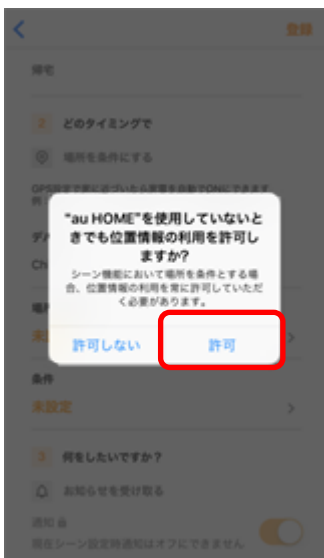 登録
帰宅
どのタイミングで
場所を条件にする
"au HOME"を使用していないと
きでも位置情報の利用を許可し
ますか?
シーン機能において場所を条件とする場
合、位置情報の利用を常に許可していただ
く必要があります。
許可しない
許可
条件
未設定
何をしたいですか?
お知らせを受け取る
通知
現在シーン設定時通知はオフにできません